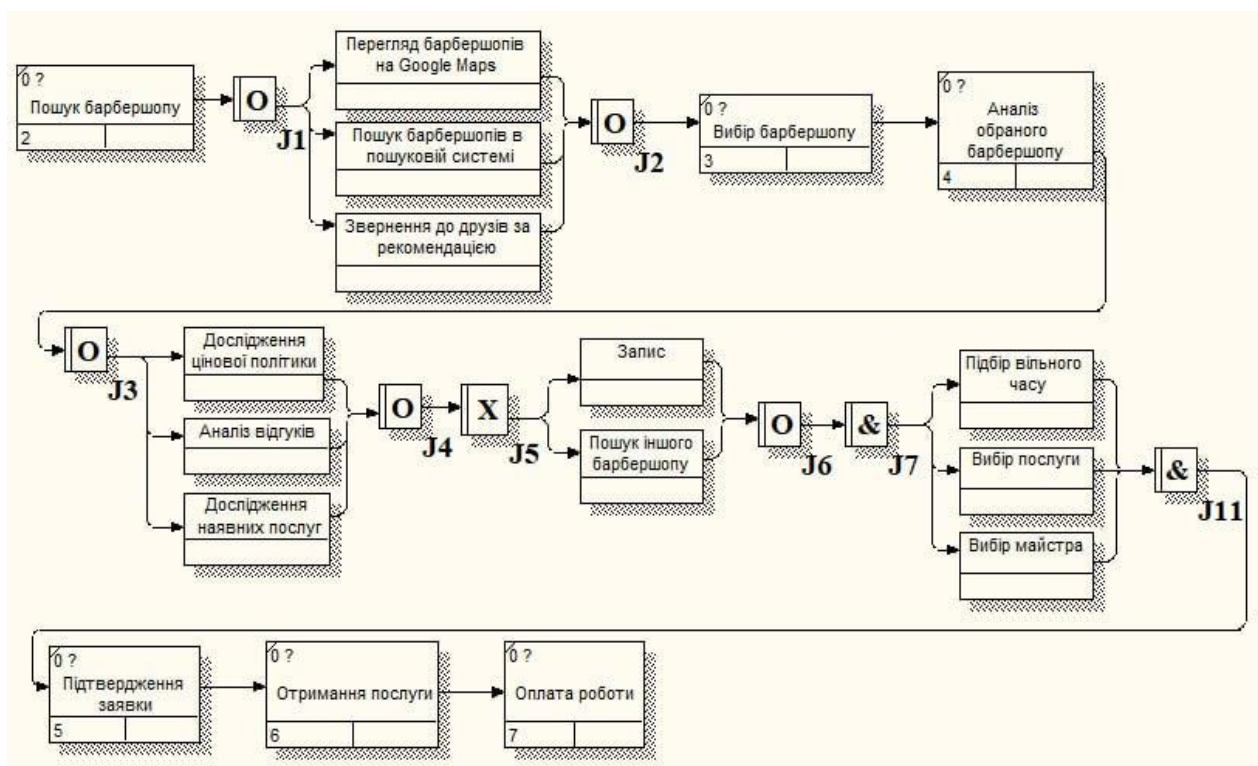 0 ?
Пошук барбершопу
2
O
J1
Перегляд барбершопів
на Google Maps
Пошук барбершопів в
пошуковій системі
Звернення до друзів за
рекомендацією
O
J2
0 ?
Вибір барбершопу
3
0 ?
Аналіз
обраного
барбершопу
4
O
J3
Дослідження
цінової політики
Аналіз відгуків
Дослідження
наявних послуг
O
J4
X
J5
Запис
Пошук іншого
барбершопу
O
J6
&
J7
Підбір вільного
часу
Вибір послуги
Вибір майстра
&
J11
0 ?
Підтвердження
заявки
5
0 ?
Отримання послуги
6
0 ?
Оплата роботи
7